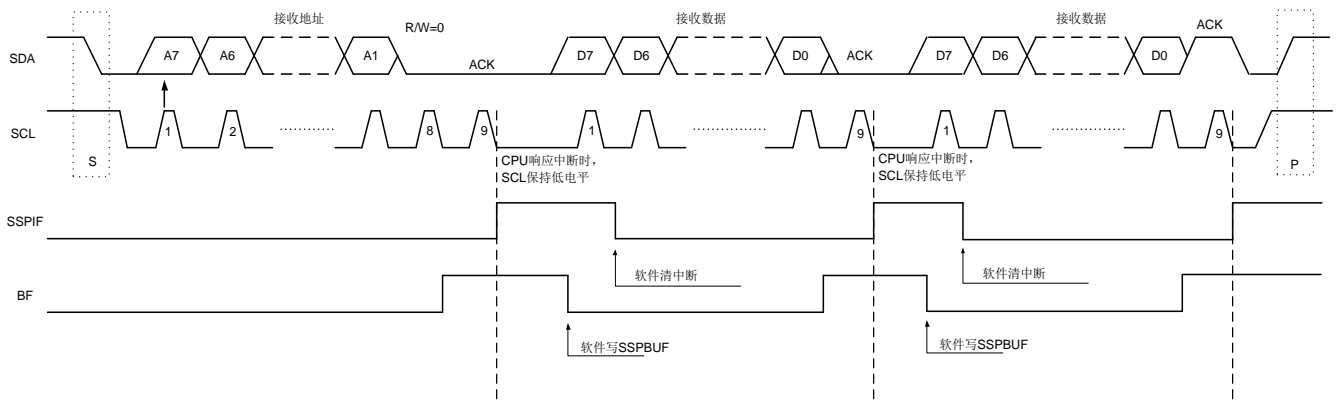 接收地址
接收数据
接收数据
R/W=0
ACK
SDA
A7
A6
A1
ACK
D7
D6
D0
ACK
D7
D6
D0
SCL
1
2
8
9
1
9
1
9
S
P
CPU响应中断时,
SCL保持低电平
CPU响应中断时,
SCL保持低电平
SSPIF
软件清中断
软件清中断
BF
软件写SSPBUF
软件写SSPBUF